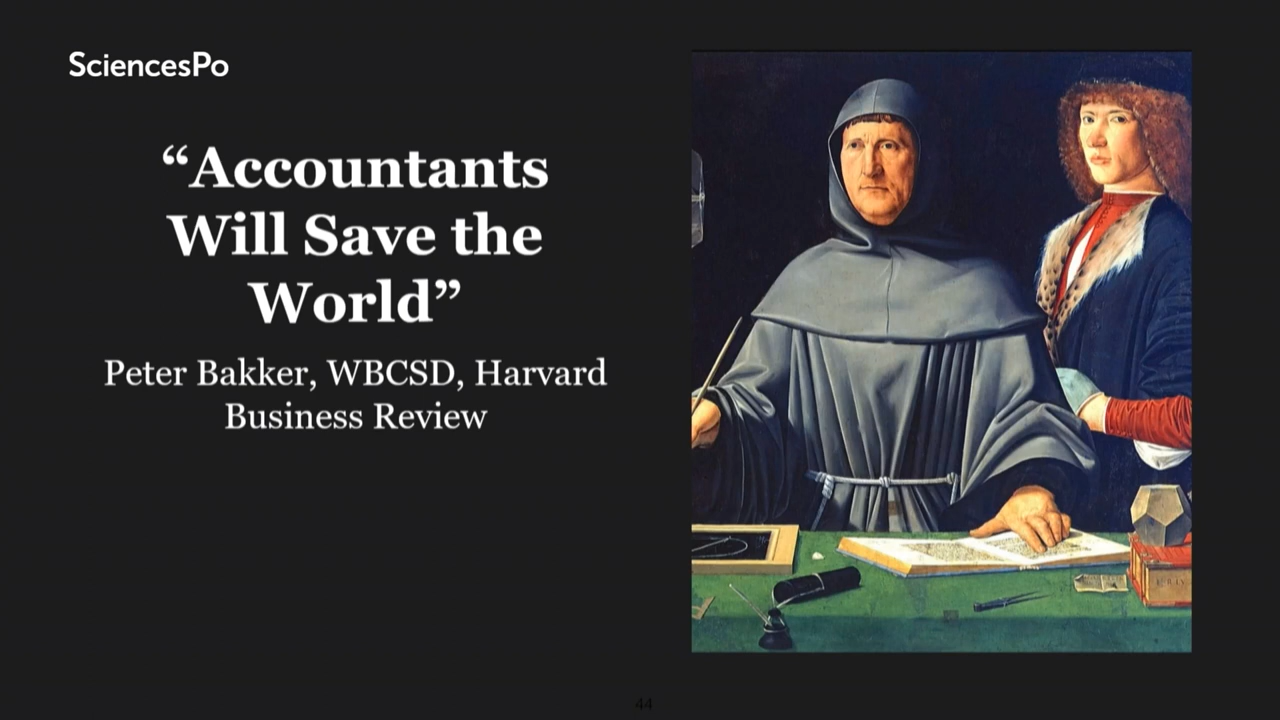 SciencesPo
“Accountants
Will Save the
World”
Peter Bakker, WBCSD, Harvard
Business Review
44